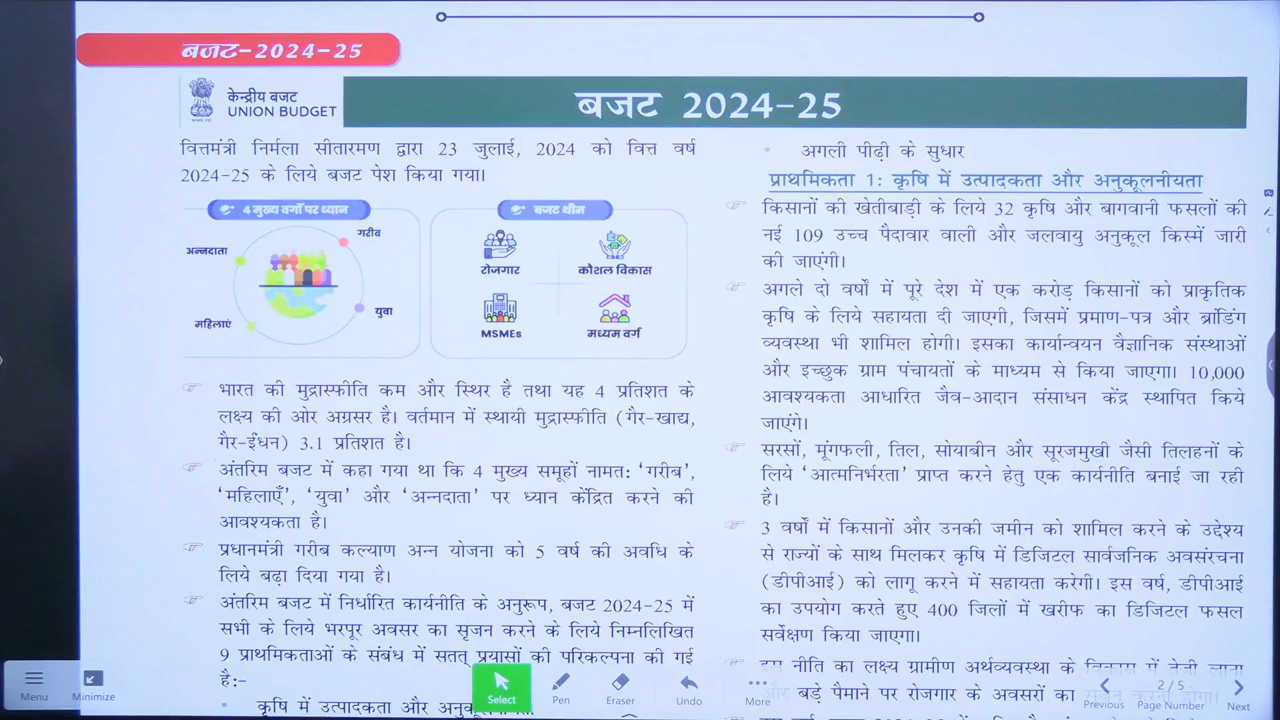 बजट-2024-25
केन्द्रीय बजट
UNION BUDGET
बजट 2024-25
वित्तमंत्री निर्मला सीतारमण द्वारा 23 जुलाई, 2024 को वित्त वर्ष
2024-25 के लिये बजट पेश किया गया।
4 मुख्य वर्गों पर ध्यान
गरीब
अन्नदाता
युवा
महिलाएं
बजट थीम
रोजगार
कौशल विकास
MSMEs
मध्यम वर्ग
भारत की मुद्रास्फीति कम और स्थिर है तथा यह 4 प्रतिशत के
लक्ष्य की ओर अग्रसर है। वर्तमान में स्थायी मुद्रास्फीति (गैर-खाद्य,
गैर-ईंधन) 3.1 प्रतिशत है।
अंतरिम बजट में कहा गया था कि 4 मुख्य समूहों नामत: ‘गरीब’,
‘महिलाएँ’, ‘युवा’ और ‘अन्नदाता’ पर ध्यान केंद्रित करने की
आवश्यकता है।
प्रधानमंत्री गरीब कल्याण अन्न योजना को 5 वर्ष की अवधि के
लिये बढ़ा दिया गया है।
अंतरिम बजट में निर्धारित कार्यनीति के अनुरूप, बजट 2024-25 में
सभी के लिये भरपूर अवसर का सृजन करने के लिये निम्नलिखित
9 प्राथमिकताओं के संबंध में सतत् प्रयासों की परिकल्पना की गई
है:-
• कृषि में उत्पादकता और
• अगली पीढ़ी के सुधार
प्राथमिकता 1: कृषि में उत्पादकता और अनुकूलनीयता
किसानों की खेतीबाड़ी के लिये 32 कृषि और बागवानी फसलों की
नई 109 उच्च पैदावार वाली और जलवायु अनुकूल किस्में जारी
की जाएंगी।
अगले दो वर्षों में पूरे देश में एक करोड़ किसानों को प्राकृतिक
कृषि के लिये सहायता दी जाएगी, जिसमें प्रमाण-पत्र और ब्रांडिंग
व्यवस्था भी शामिल होगी। इसका कार्यान्वयन वैज्ञानिक संस्थाओं
और इच्छुक ग्राम पंचायतों के माध्यम से किया जाएगा। 10,000
आवश्यकता आधारित जैव-आदान संसाधन केंद्र स्थापित किये
जाएंगे।
सरसों, मूंगफली, तिल, सोयाबीन और सूरजमुखी जैसी तिलहनों के
लिये ‘आत्मनिर्भरता’ प्राप्त करने हेतु एक कार्यनीति बनाई जा रही
है।
3 वर्षों में किसानों और उनकी जमीन को शामिल करने के उद्देश्य
से राज्यों के साथ मिलकर कृषि में डिजिटल सार्वजनिक अवसंरचना
(डीपीआई) को लागू करने में सहायता करेगी। इस वर्ष, डीपीआई
का उपयोग करते हुए 400 जिलों में खरीफ का डिजिटल फसल
सर्वेक्षण किया जाएगा।
नीति का लक्ष्य ग्रामीण अर्थव्यवस्था के विकास में तेजी लाना
और बड़े पैमाने पर रोजगार के अवसरों का सृजन करना होगा।
Menu
Minimize
Select
Pen
Eraser
Undo
More
Previous
2 / 5
Page Number
Next